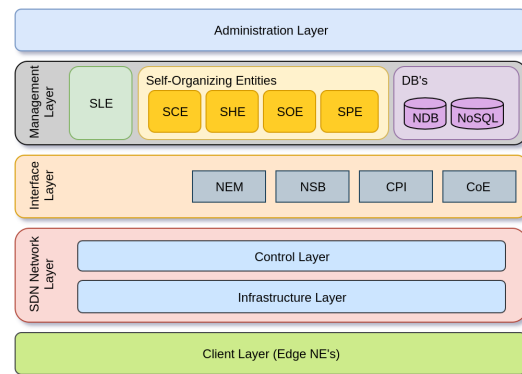 Administration Layer
Management
Layer
SLE
Self-Organizing Entities
SCE
SHE
SOE
SPE
DB's
NDB
NoSQL
Interface
Layer
NEM
NSB
CPI
CoE
SDN Network
Layer
Control Layer
Infrastructure Layer
Client Layer (Edge NE's)